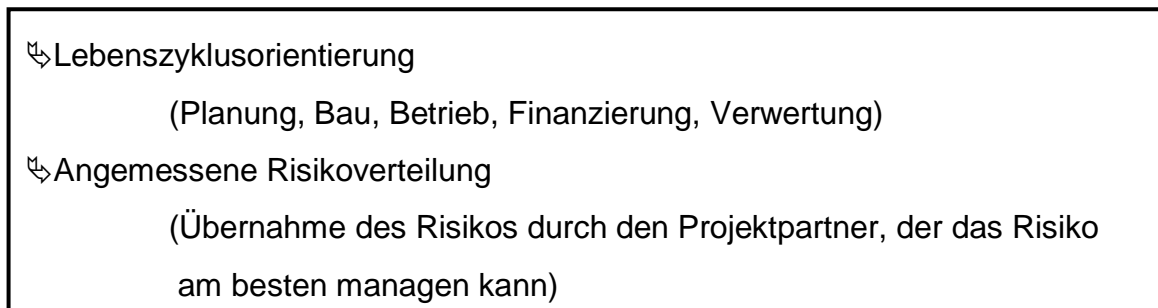 ↳Lebenszyklusorientierung
(Planung, Bau, Betrieb, Finanzierung, Verwertung)
↳Angemessene Risikoverteilung
(Übernahme des Risikos durch den Projektpartner, der das Risiko
am besten managen kann)